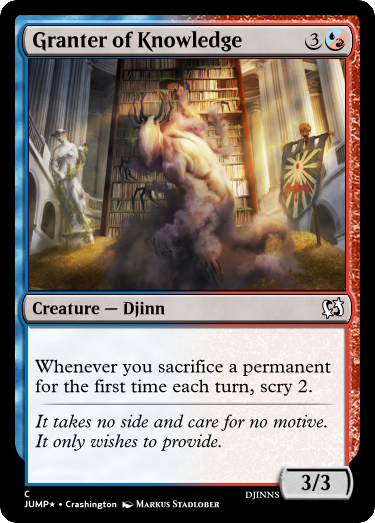 Granter of Knowledge 3
Creature — Djinn
Whenever you sacrifice a permanent
for the first time each turn, scry 2.
It takes no side and care for no motive.
It only wishes to provide.
3/3
C
JUMP★ • Crashington Markus Stadlober
DJINNS